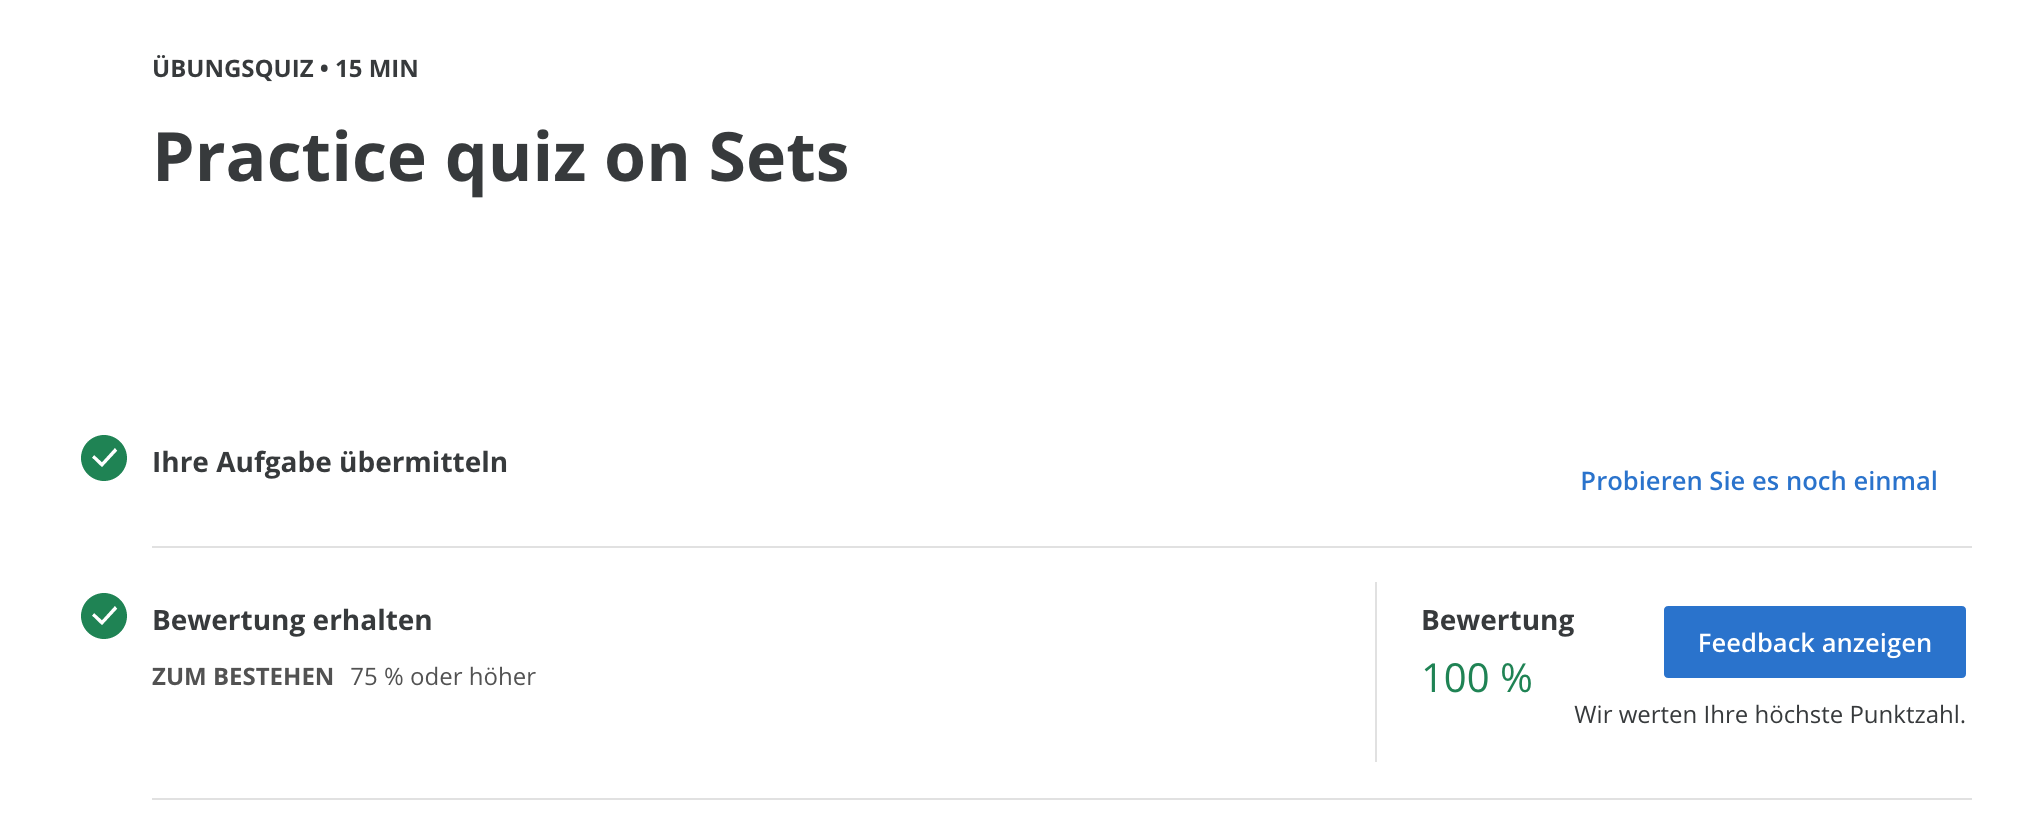 ÜBUNGSQUIZ • 15 MIN
Practice quiz on Sets
Ihre Aufgabe übermitteln
Probieren Sie es noch einmal
Bewertung erhalten
ZUM BESTEHEN 75 % oder höher
Bewertung
100 %
Feedback anzeigen
Wir werten Ihre höchste Punktzahl.